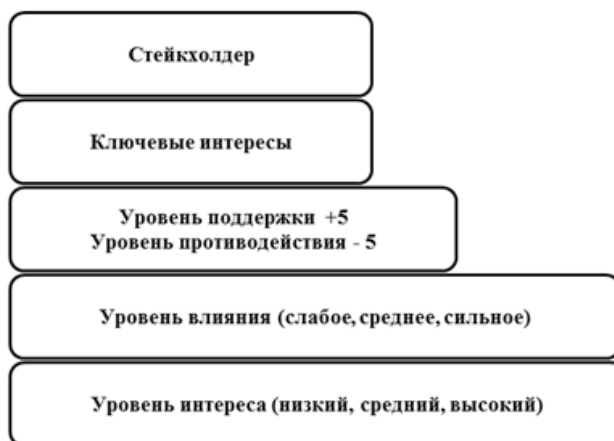 Стейкхолдер
Ключевые интересы
Уровень поддержки +5
Уровень противодействия - 5
Уровень влияния (слабое, среднее, сильное)
Уровень интереса (низкий, средний, высокий)